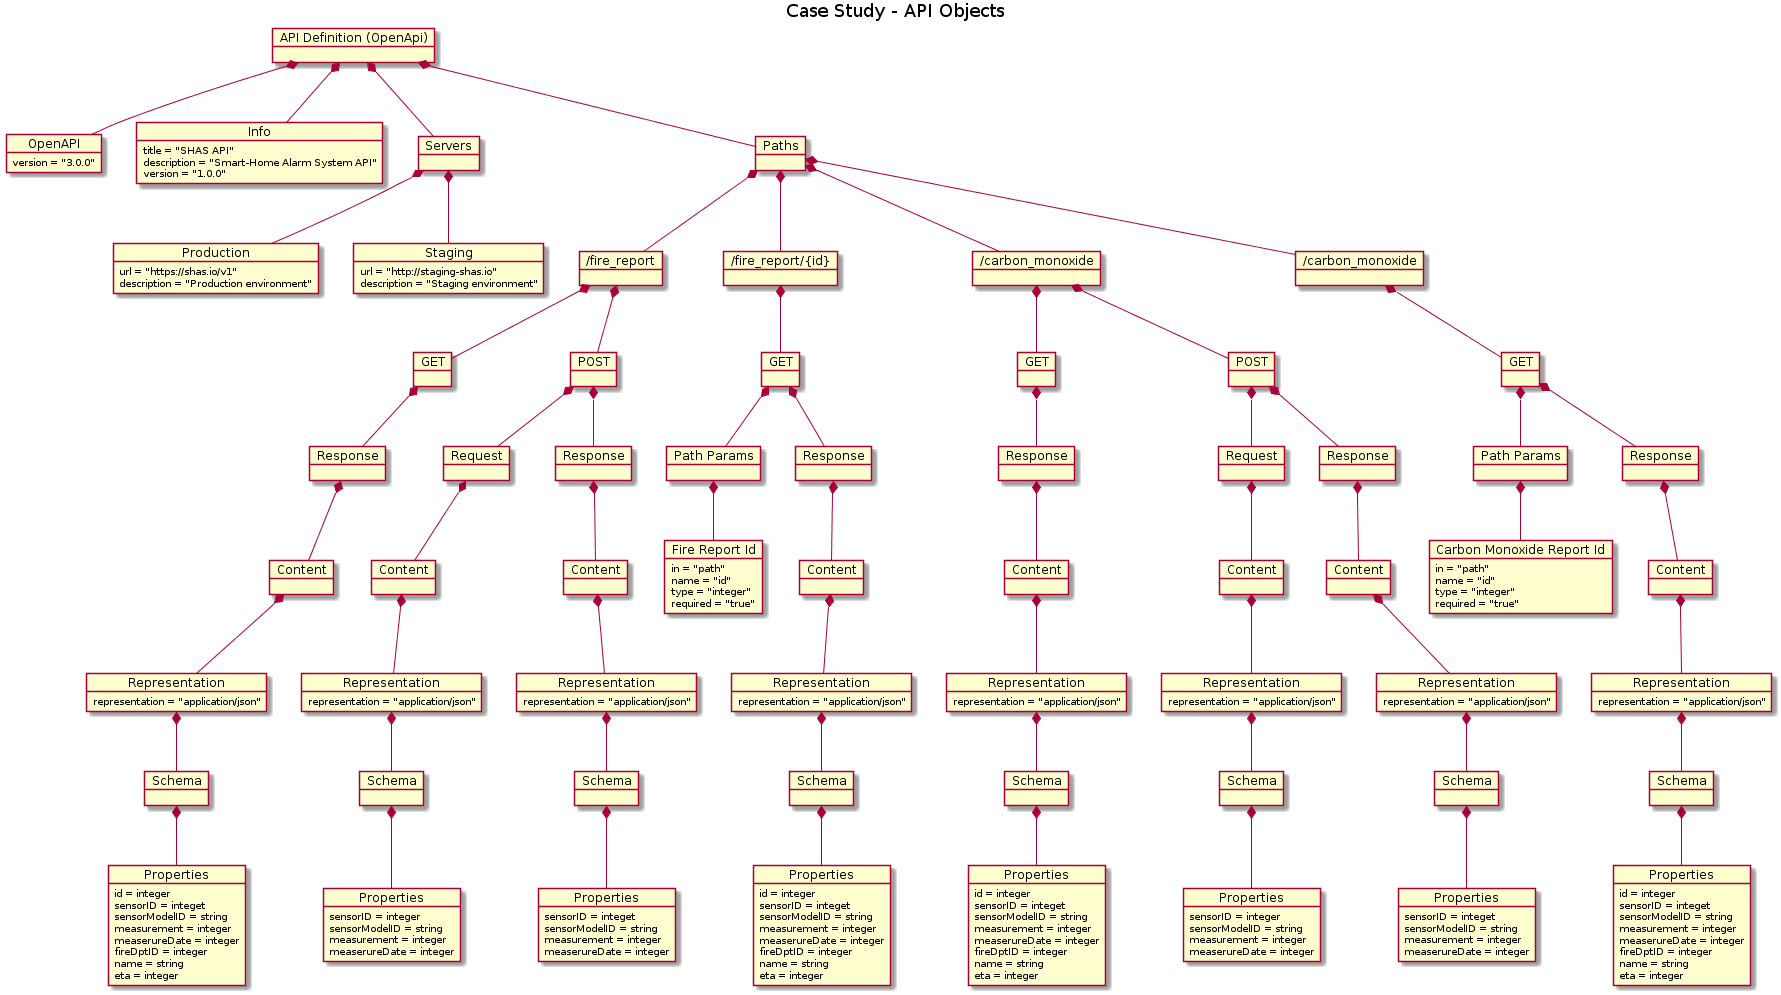 Case Study - API Objects
API Definition (OpenApi)
OpenAPI
version = "3.0.0"
Info
title = "SHAS API"
description = "Smart-Home Alarm System API"
version = "1.0.0"
Servers
Paths
Production
url = "https://shas.io/v1"
description = "Production environment"
Staging
url = "http://staging-shas.io"
description = "Staging environment"
/fire_report
/fire_report/{id}
/carbon_monoxide
/carbon_monoxide
GET
POST
GET
GET
POST
GET
Response
Request
Response
Path Params
Response
Response
Request
Response
Path Params
Response
Content
Content
Content
Fire Report Id
in = "path"
name = "id"
type = "integer"
required = "true"
Content
Content
Content
Content
Carbon Monoxide Report Id
in = "path"
name = "id"
type = "integer"
required = "true"
Content
Representation
representation = "application/json"
Representation
representation = "application/json"
Representation
representation = "application/json"
Representation
representation = "application/json"
Representation
representation = "application/json"
Representation
representation = "application/json"
Representation
representation = "application/json"
Representation
representation = "application/json"
Schema
Schema
Schema
Schema
Schema
Schema
Schema
Schema
Properties
id = integer
sensorID = integet
sensorModelID = string
measurement = integer
measerureDate = integer
fireDptID = integer
name = string
eta = integer
Properties
sensorID = integer
sensorModelID = string
measurement = integer
measerureDate = integer
Properties
sensorID = integet
sensorModelID = string
measurement = integer
measerureDate = integer
Properties
id = integer
sensorID = integet
sensorModelID = string
measurement = integer
measerureDate = integer
fireDptID = integer
name = string
eta = integer
Properties
id = integer
sensorID = integet
sensorModelID = string
measurement = integer
measerureDate = integer
fireDptID = integer
name = string
eta = integer
Properties
sensorID = integer
sensorModelID = string
measurement = integer
measerureDate = integer
Properties
sensorID = integet
sensorModelID = string
measurement = integer
measerureDate = integer
Properties
id = integer
sensorID = integet
sensorModelID = string
measurement = integer
measerureDate = integer
fireDptID = integer
name = string
eta = integer